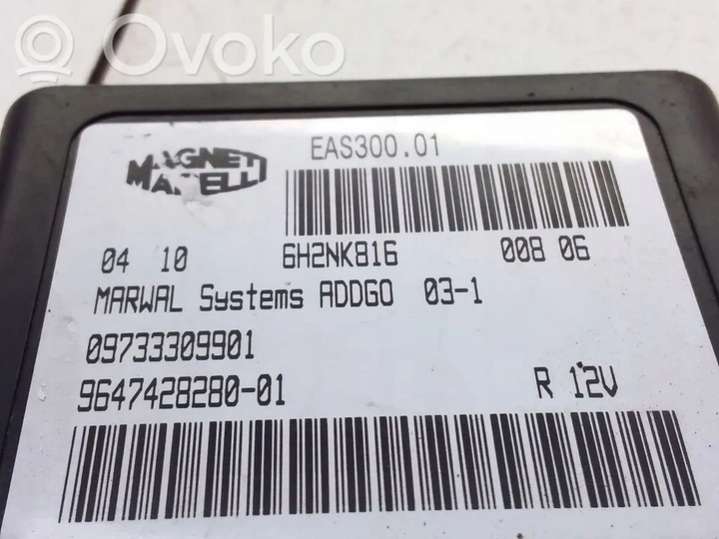 Ovoko
MAGNETI
MARELLI
EAS300.01
04 10 6H2NK816 008 06
MARWAL Systems ADDGO 03-1
09733309901
9647428280-01 R 12V